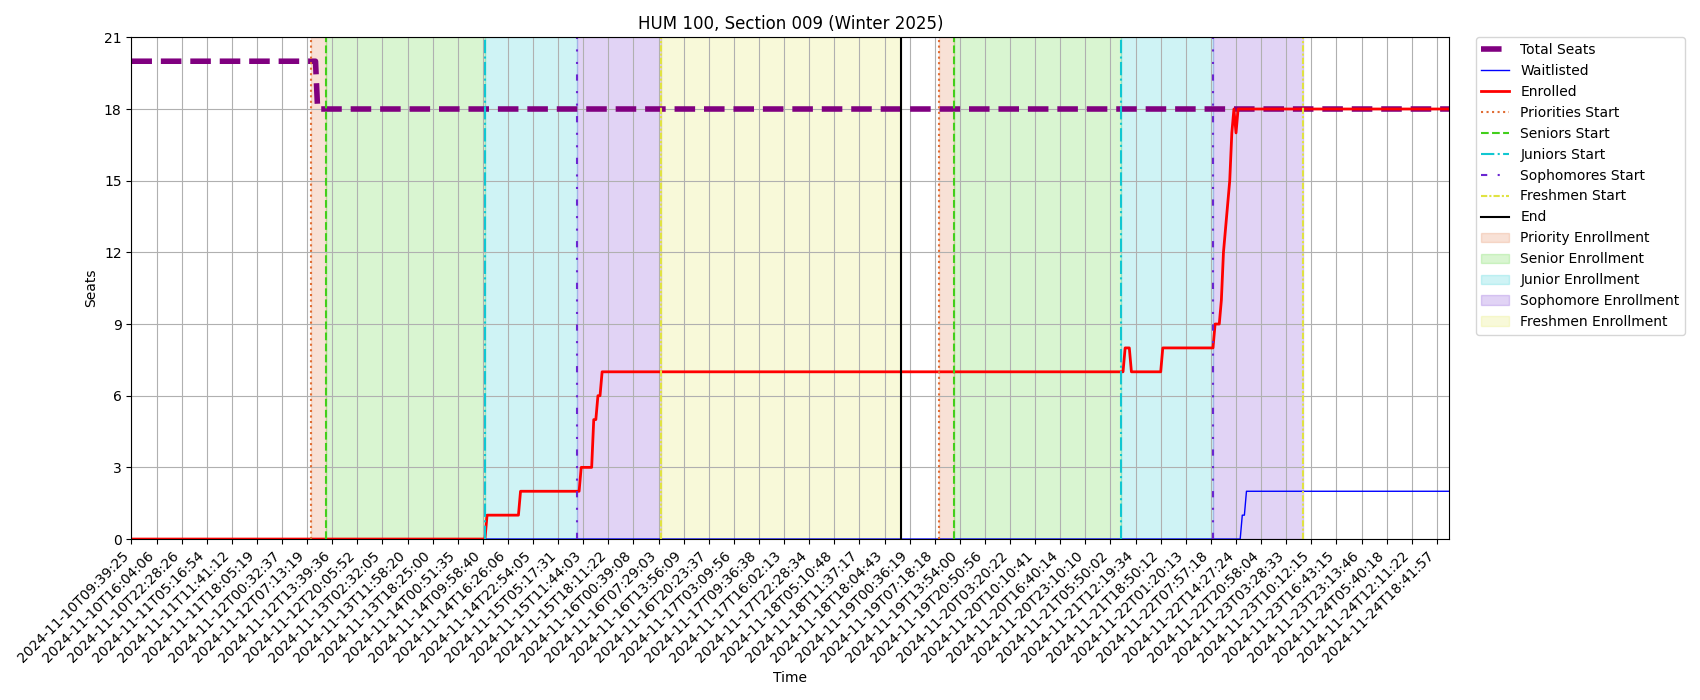 HUM 100, Section 009 (Winter 2025)
21
18
15
12
9
6
3
0
Seats
2024-11-10T09:39:25
2024-11-10T16:04:06
2024-11-10T22:28:26
2024-11-11T05:16:54
2024-11-11T11:41:12
2024-11-11T18:05:19
2024-11-12T00:32:37
2024-11-12T07:13:19
2024-11-12T13:39:36
2024-11-12T20:05:52
2024-11-13T05:32:05
2024-11-13T11:58:20
2024-11-13T18:25:00
2024-11-14T00:51:35
2024-11-14T09:58:40
2024-11-14T16:26:06
2024-11-14T22:54:05
2024-11-15T05:17:31
2024-11-15T11:44:03
2024-11-15T18:11:22
2024-11-16T00:39:08
2024-11-16T07:29:03
2024-11-16T13:56:09
2024-11-16T20:23:37
2024-11-17T03:09:56
2024-11-17T09:36:38
2024-11-17T16:02:13
2024-11-17T22:28:34
2024-11-18T05:10:48
2024-11-18T11:37:17
2024-11-18T18:04:43
2024-11-19T00:36:19
2024-11-19T07:18:18
2024-11-19T13:54:00
2024-11-19T20:50:56
2024-11-20T03:20:22
2024-11-20T10:10:41
2024-11-20T16:40:14
2024-11-20T23:10:10
2024-11-21T05:50:02
2024-11-21T12:19:34
2024-11-21T18:50:12
2024-11-22T01:20:13
2024-11-22T07:57:18
2024-11-22T14:27:24
2024-11-22T20:58:04
2024-11-23T03:28:33
2024-11-23T10:12:15
2024-11-23T16:43:15
2024-11-23T23:13:46
2024-11-24T05:40:18
2024-11-24T12:11:22
2024-11-24T18:41:57
Time
Total Seats
Waitlisted
Enrolled
Priorities Start
Seniors Start
Juniors Start
Sophomores Start
Freshmen Start
End
Priority Enrollment
Senior Enrollment
Junior Enrollment
Sophomore Enrollment
Freshmen Enrollment